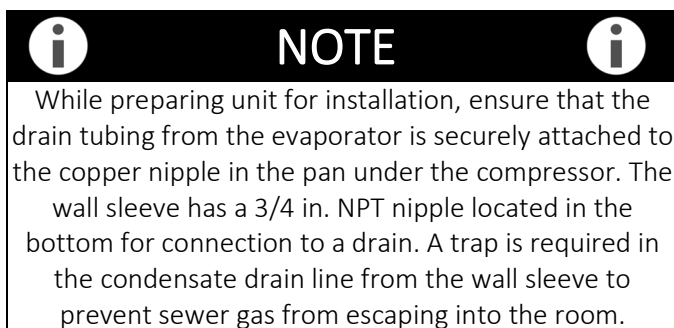 NOTE
While preparing unit for installation, ensure that the
drain tubing from the evaporator is securely attached to
the copper nipple in the pan under the compressor. The
wall sleeve has a 3/4 in. NPT nipple located in the
bottom for connection to a drain. A trap is required in
the condensate drain line from the wall sleeve to
prevent sewer gas from escaping into the room.